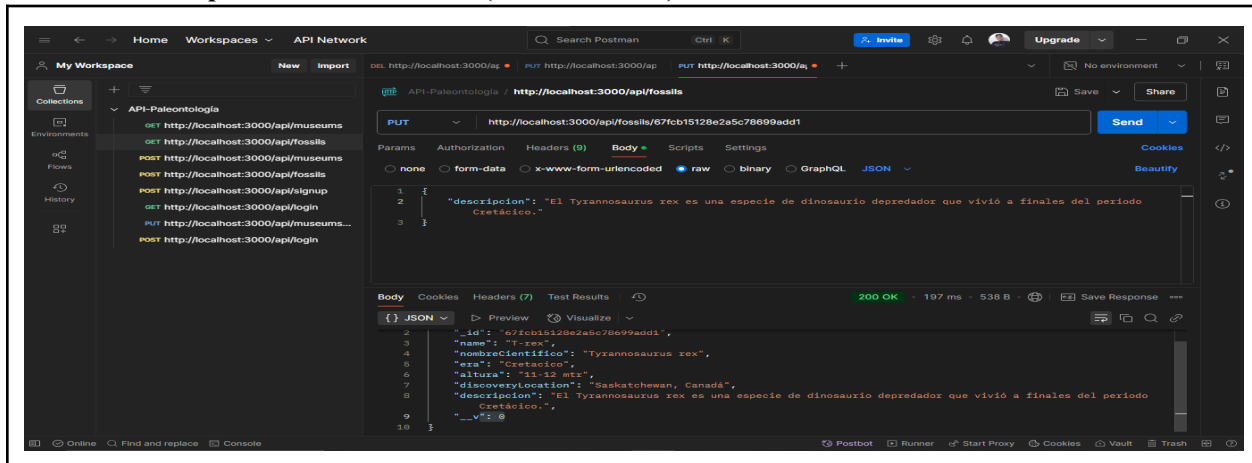 Home Workspaces API Network Search Postman Ctrl K Invite Upgrade
My Workspace New Import DEL http://localhost:3000/ap PUT http://localhost:3000/ap PUT http://localhost:3000/ap No environment
Collections
Environments
Flows
History
API-Paleontología
GET http://localhost:3000/api/museums
GET http://localhost:3000/api/fossils
POST http://localhost:3000/api/museums
POST http://localhost:3000/api/fossils
POST http://localhost:3000/api/signup
GET http://localhost:3000/api/login
PUT http://localhost:3000/api/museums...
POST http://localhost:3000/api/login
HTTP API-Paleontología / http://localhost:3000/api/fossils Save Share
PUT http://localhost:3000/api/fossils/67fcb15128e2a5c78699add1 Send
Params Authorization Headers (9) Body Scripts Settings Cookies
none form-data x-www-form-urlencoded raw binary GraphQL JSON Beautify
1 {
2 "descripcion": "El Tyrannosaurus rex es una especie de dinosaurio depredador que vivió a finales del periodo
Cretácico."
3 }
Body Cookies Headers (7) Test Results 200 OK 197 ms 538 B Save Response
{} JSON Preview Visualize
2 "_id": "67fcb15128e2a5c78699add1",
3 "name": "T-rex",
4 "nombreCientifico": "Tyrannosaurus rex",
5 "era": "Cretacico",
6 "altura": "11-12 mtr",
7 "discoveryLocation": "Saskatchewan, Canadá",
8 "descripcion": "El Tyrannosaurus rex es una especie de dinosaurio depredador que vivió a finales del periodo
Cretácico.",
9 "__v": 0
10 }
Online Find and replace Console Postbot Runner Start Proxy Cookies Vault Trash